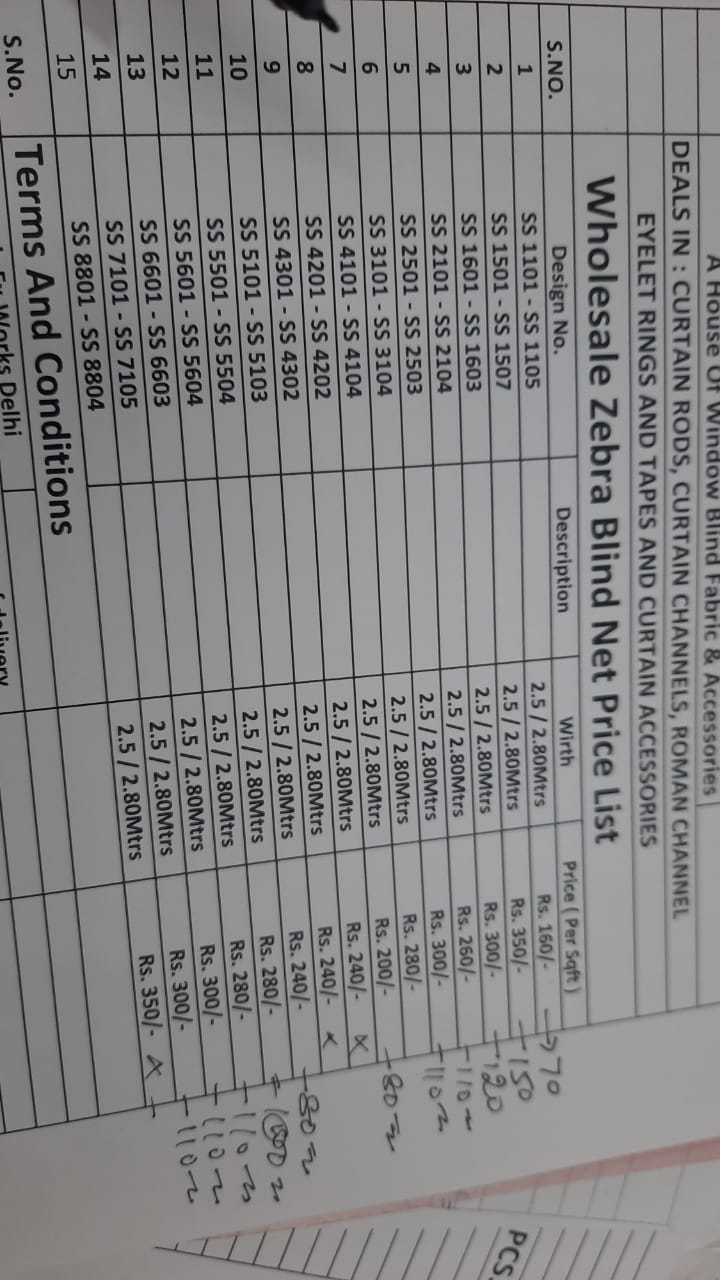 A House Of Window Blind Fabric & Accessories
DEALS IN : CURTAIN RODS, CURTAIN CHANNELS, ROMAN CHANNEL
EYELET RINGS AND TAPES AND CURTAIN ACCESSORIES
Wholesale Zebra Blind Net Price List
S.NO. Design No. Description Wirth Price ( Per Sqft )
1 SS 1101 - SS 1105 2.5 / 2.80Mtrs Rs. 160/- → 70
2 SS 1501 - SS 1507 2.5 / 2.80Mtrs Rs. 350/- - 150
3 SS 1601 - SS 1603 2.5 / 2.80Mtrs Rs. 300/- - 120
4 SS 2101 - SS 2104 2.5 / 2.80Mtrs Rs. 260/- - 110
5 SS 2501 - SS 2503 2.5 / 2.80Mtrs Rs. 300/- - 110
6 SS 3101 - SS 3104 2.5 / 2.80Mtrs Rs. 280/-
7 SS 4101 - SS 4104 2.5 / 2.80Mtrs Rs. 200/- - 80
8 SS 4201 - SS 4202 2.5 / 2.80Mtrs Rs. 240/- x
9 SS 4301 - SS 4302 2.5 / 2.80Mtrs Rs. 240/- x
10 SS 5101 - SS 5103 2.5 / 2.80Mtrs Rs. 240/- - 80
11 SS 5501 - SS 5504 2.5 / 2.80Mtrs Rs. 280/-
12 SS 5601 - SS 5604 2.5 / 2.80Mtrs Rs. 280/- - 110
13 SS 6601 - SS 6603 2.5 / 2.80Mtrs Rs. 300/- - 110
14 SS 7101 - SS 7105 2.5 / 2.80Mtrs Rs. 300/- - 110
15 SS 8801 - SS 8804 2.5 / 2.80Mtrs Rs. 350/- x
Terms And Conditions
S.No.
Works Delhi
delivery
PCS.